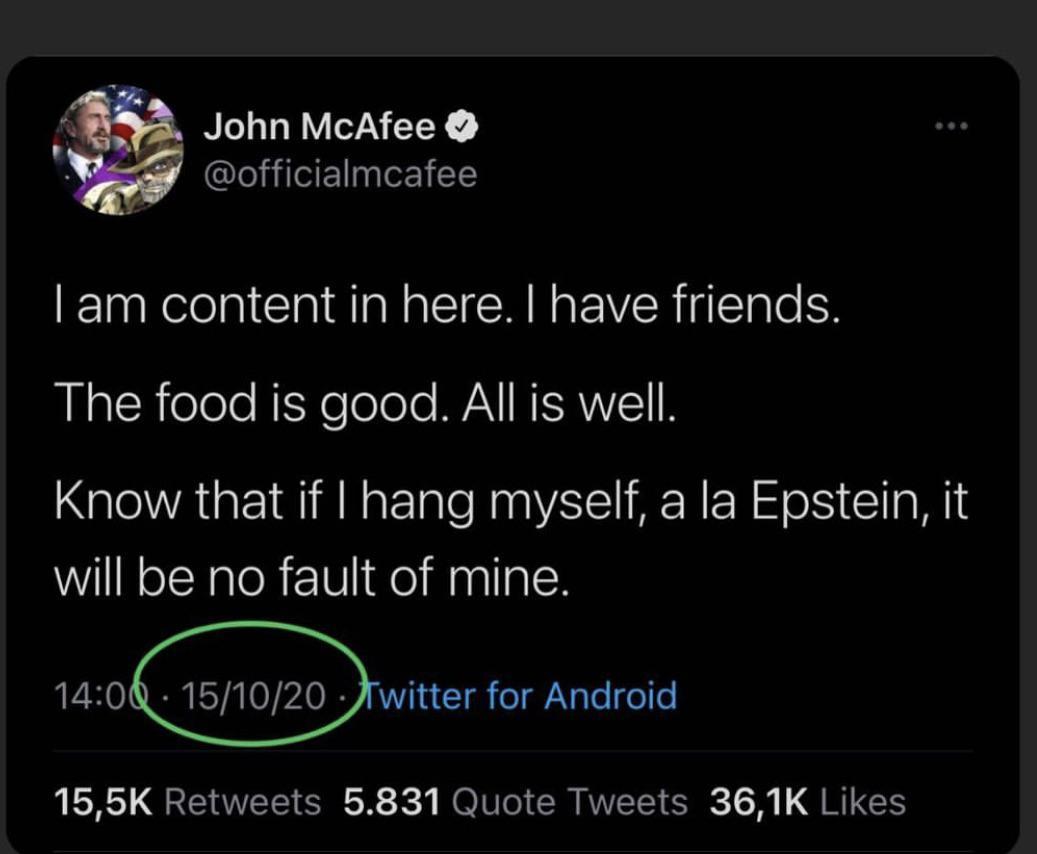 John McAfee
@officialmcafee
I am content in here. I have friends.
The food is good. All is well.
Know that if I hang myself, a la Epstein, it
will be no fault of mine.
14:00 · 15/10/20 · Twitter for Android
15,5K Retweets 5.831 Quote Tweets 36,1K Likes